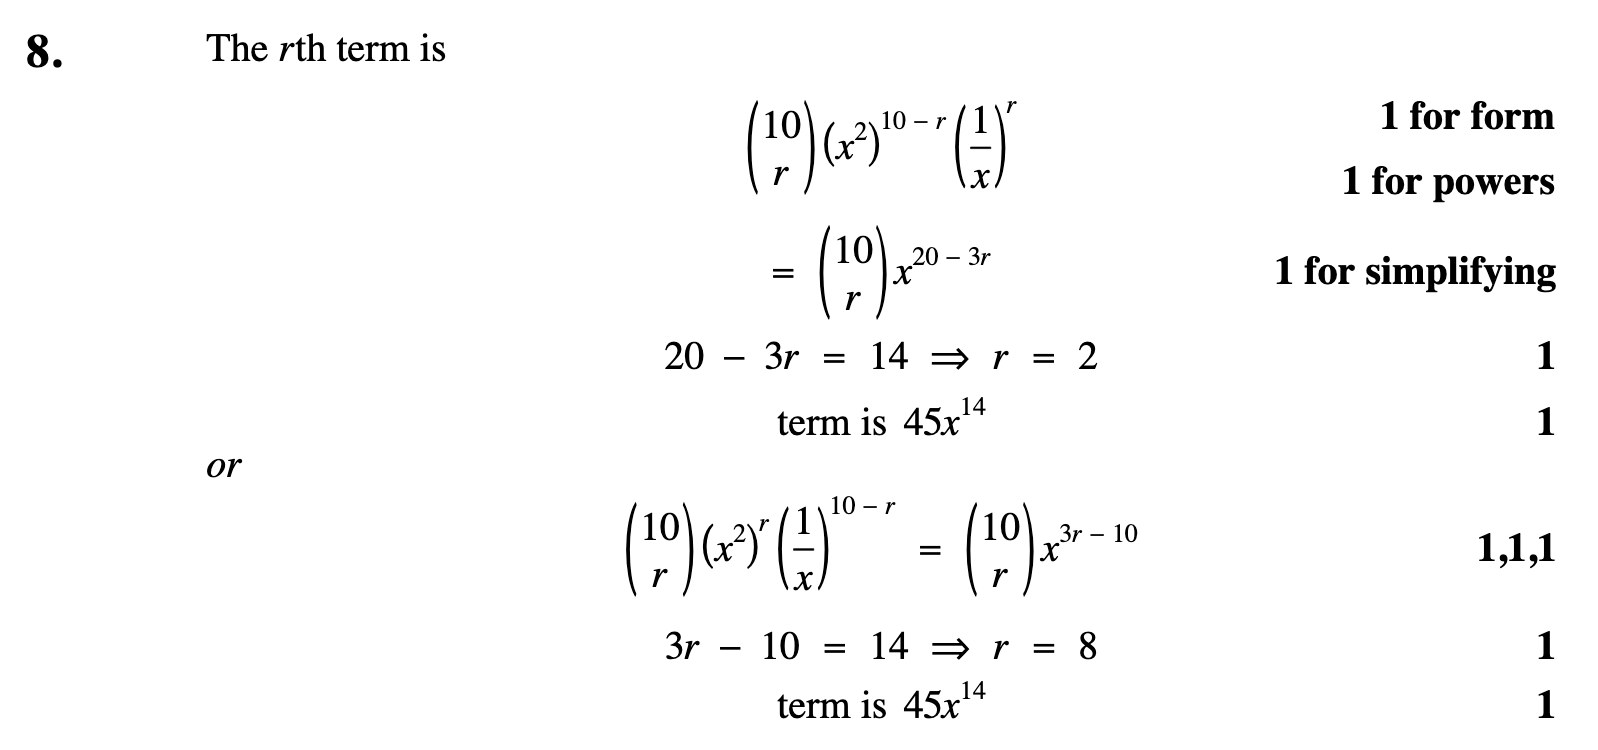 8. The rth term is
$\binom{10}{r} (x^2)^{10-r} \left(\frac{1}{x}\right)^r$ 1 for form
1 for powers
$= \binom{10}{r} x^{20-3r}$ 1 for simplifying
$20 - 3r = 14 \Rightarrow r = 2$ 1
term is $45x^{14}$ 1
or
$\binom{10}{r} (x^2)^r \left(\frac{1}{x}\right)^{10-r} = \binom{10}{r} x^{3r-10}$ 1,1,1
$3r - 10 = 14 \Rightarrow r = 8$ 1
term is $45x^{14}$ 1